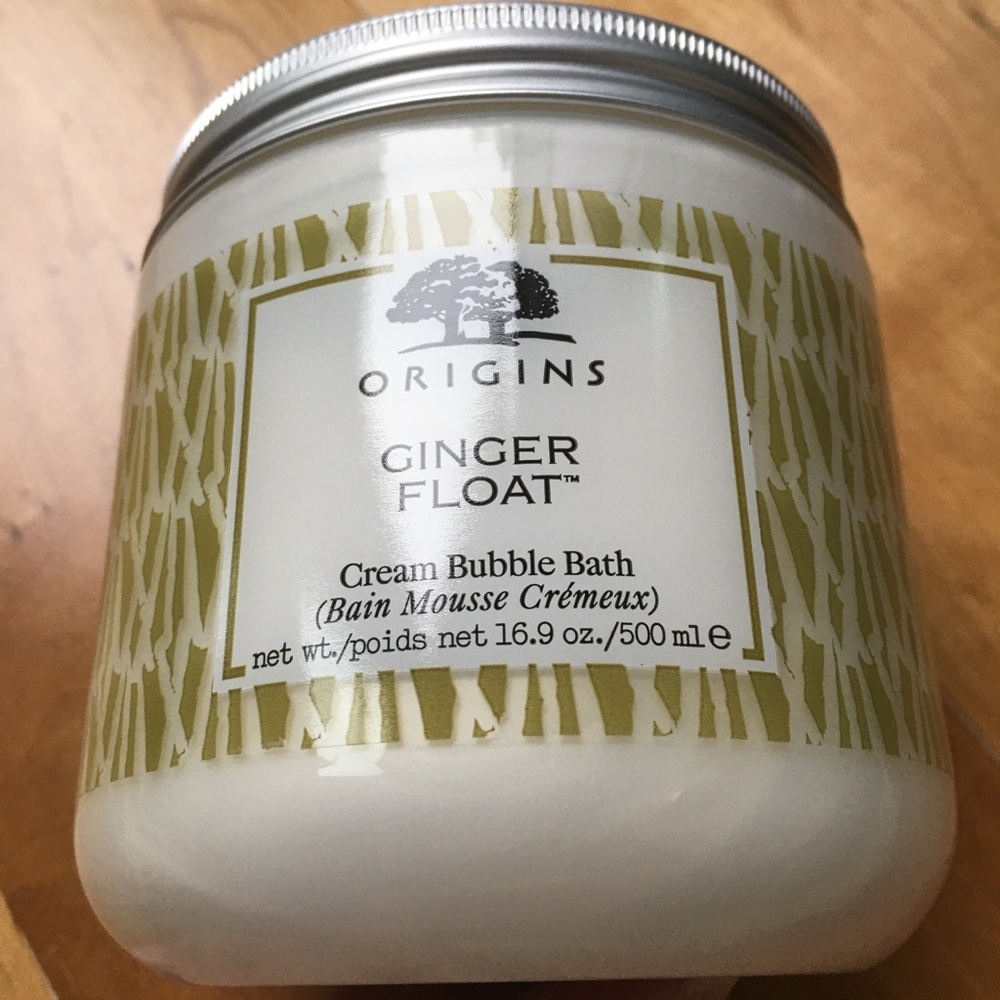 ORIGINS
GINGER
FLOAT™
Cream Bubble Bath
(Bain Mousse Crémeux)
net wt./poids net 16.9 oz./500 ml e